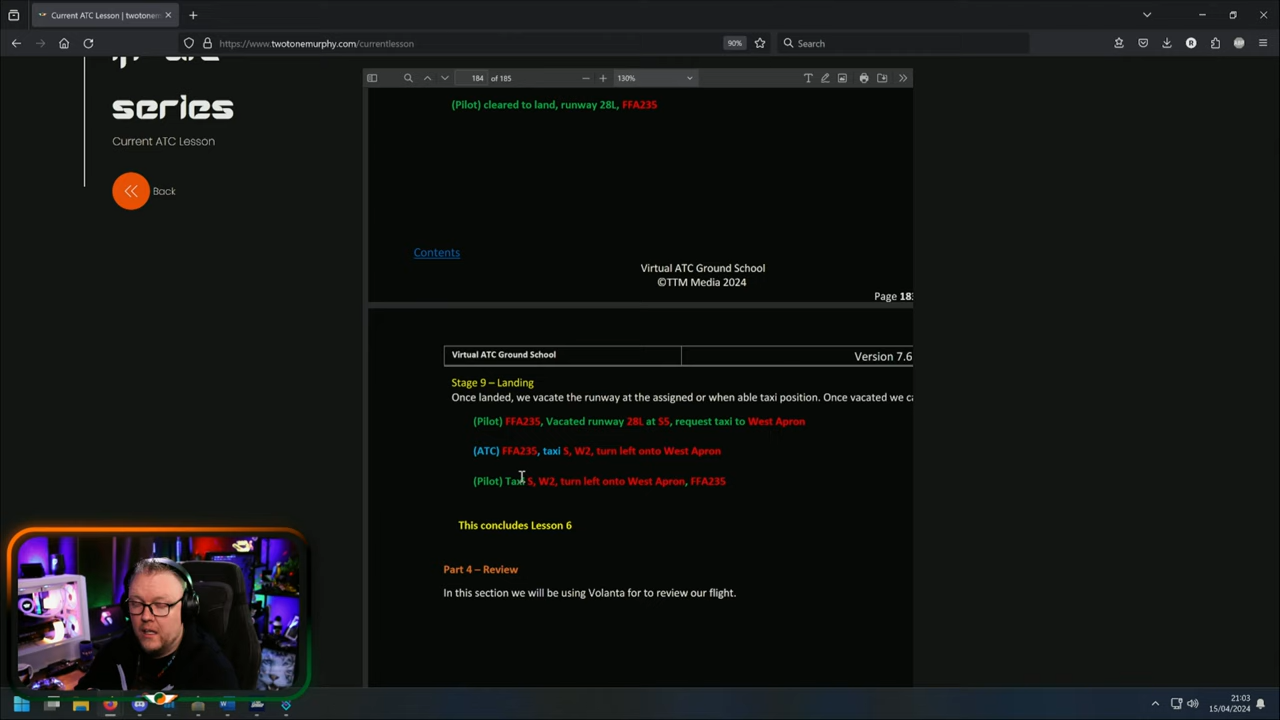 Current ATC Lesson | twotonem
https://www.twotonemurphy.com/currentlesson
90%
Search
series
Current ATC Lesson
Back
184 of 185
130%
(Pilot) cleared to land, runway 28L, FFA235
Contents
Virtual ATC Ground School
©TTM Media 2024
Page 183
Virtual ATC Ground School
Version 7.6
Stage 9 – Landing
Once landed, we vacate the runway at the assigned or when able taxi position. Once vacated we ca
(Pilot) FFA235, Vacated runway 28L at S5, request taxi to West Apron
(ATC) FFA235, taxi S, W2, turn left onto West Apron
(Pilot) Taxi S, W2, turn left onto West Apron, FFA235
This concludes Lesson 6
Part 4 – Review
In this section we will be using Volanta for to review our flight.
21:03
15/04/2024